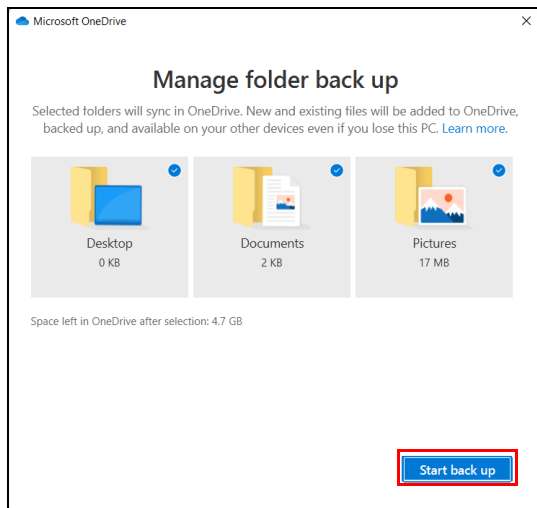 Microsoft OneDrive
Manage folder back up
Selected folders will sync in OneDrive. New and existing files will be added to OneDrive,
backed up, and available on your other devices even if you lose this PC. Learn more.
Desktop
0 KB
Documents
2 KB
Pictures
17 MB
Space left in OneDrive after selection: 4.7 GB
Start back up